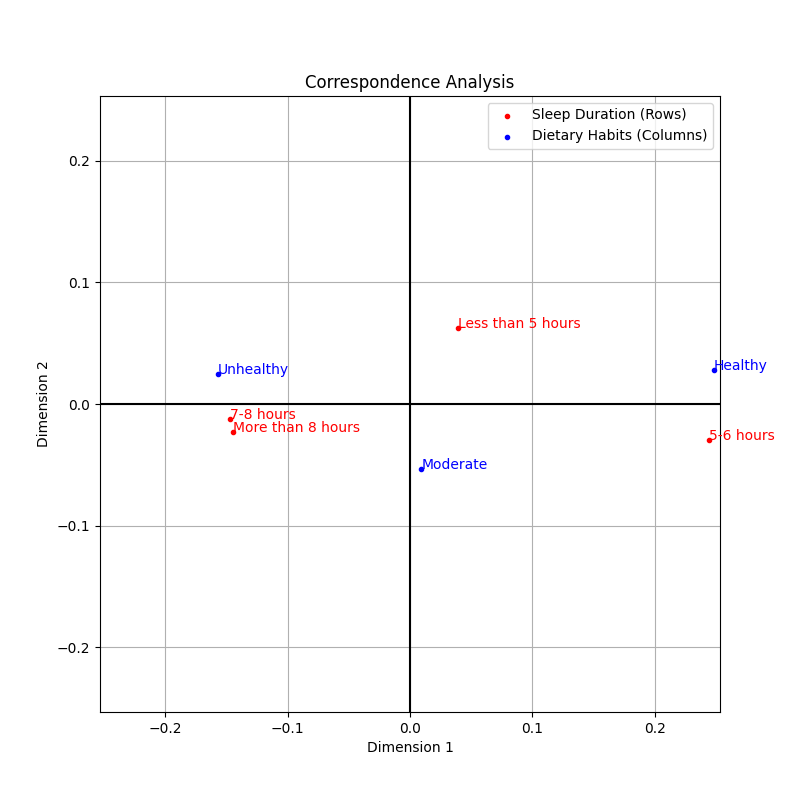 Correspondence Analysis
Sleep Duration (Rows)
Dietary Habits (Columns)
0.2
0.1
0.0
−0.1
−0.2
Dimension 2
Less than 5 hours
Unhealthy
Healthy
7-8 hours
More than 8 hours
5-6 hours
Moderate
−0.2
−0.1
0.0
0.1
0.2
Dimension 1